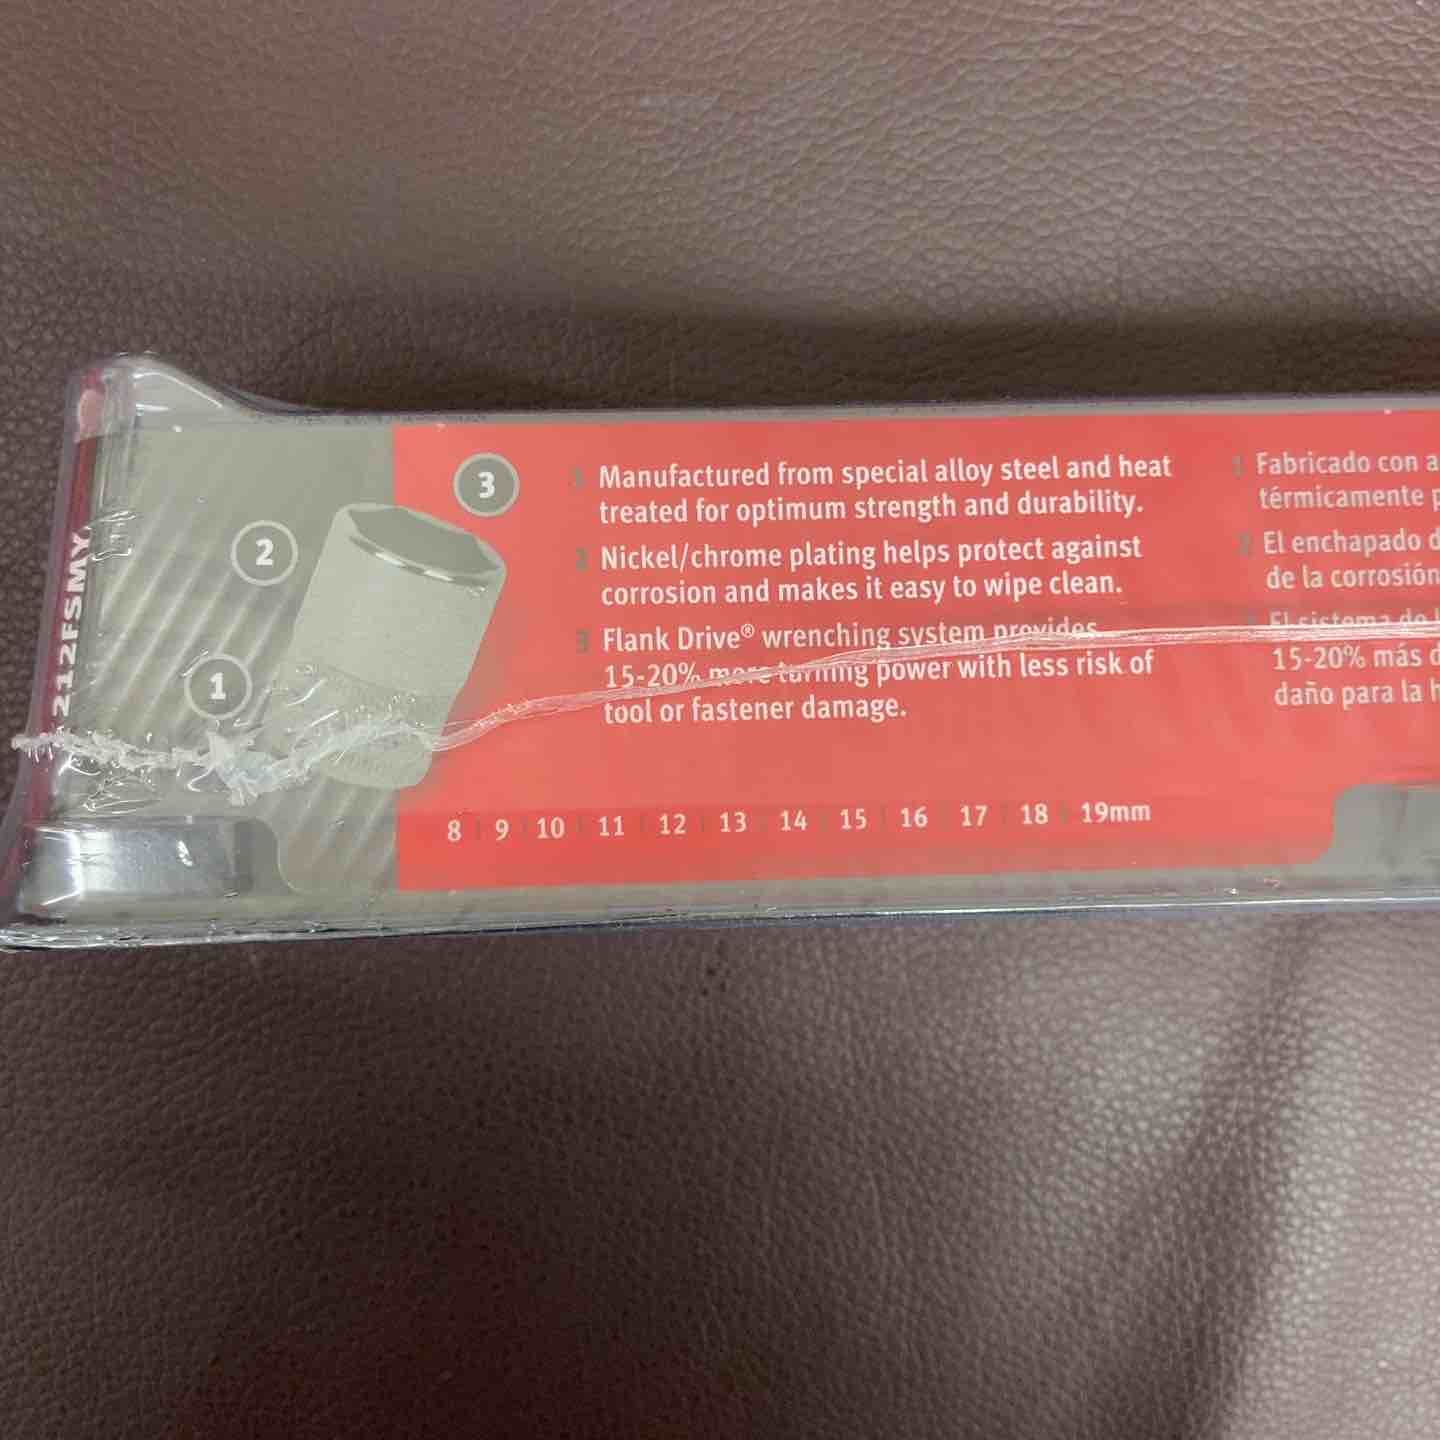 212FSMY
3
2
1
1 Manufactured from special alloy steel and heat
treated for optimum strength and durability.
2 Nickel/chrome plating helps protect against
corrosion and makes it easy to wipe clean.
3 Flank Drive® wrenching system provides
15-20% more turning power with less risk of
tool or fastener damage.
1 Fabricado con a
térmicamente p
2 El enchapado d
de la corrosión
3 El sistema de
15-20% más d
daño para la h
8 9 10 11 12 13 14 15 16 17 18 19mm